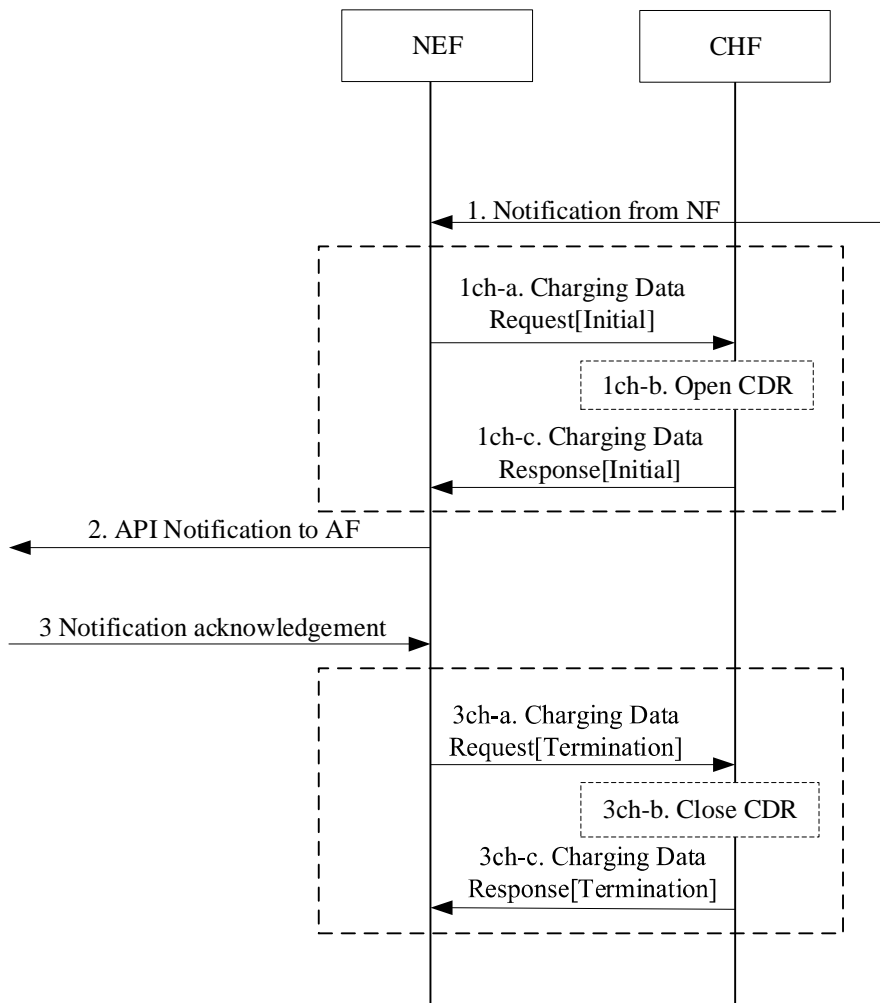 NEF
CHF
1. Notification from NF
1ch-a. Charging Data
Request[Initial]
1ch-b. Open CDR
1ch-c. Charging Data
Response[Initial]
2. API Notification to AF
3 Notification acknowledgement
3ch-a. Charging Data
Request[Termination]
3ch-b. Close CDR
3ch-c. Charging Data
Response[Termination]